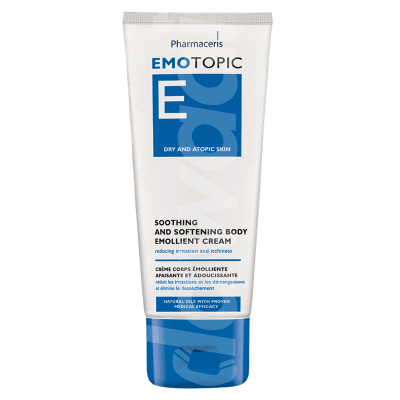 Pharmaceris
EMOTOPIC
E
DRY AND ATOPIC SKIN
SOOTHING
AND SOFTENING BODY
EMOLLIENT CREAM
reducing irritation and itchiness
CRÈME CORPS ÉMOLLIENTE
APAISANTE ET ADOUCISSANTE
réduit les irritations et les démangeaisons
et élimine le dessèchement
NATURAL OILS WITH PROVEN
MEDICAL EFFICACY